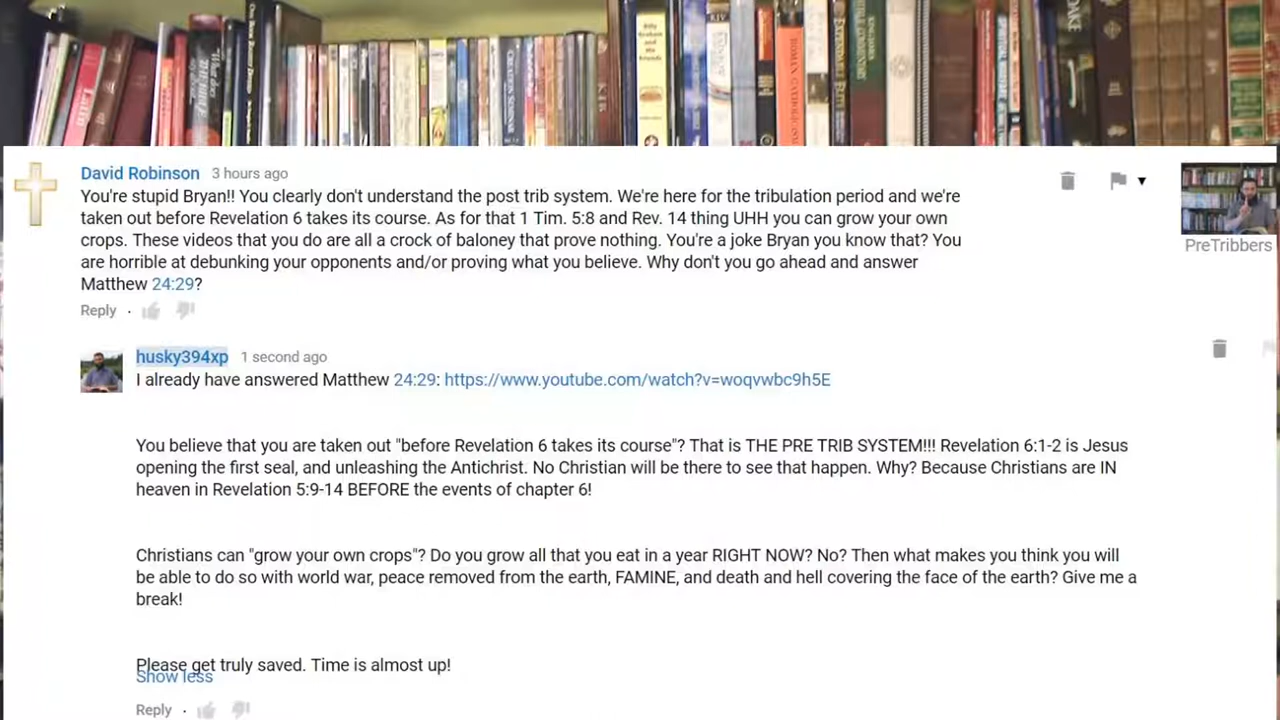 Billy Graham and His Friends
ROMAN CATHOLICISM
David Robinson 3 hours ago
You're stupid Bryan!! You clearly don't understand the post trib system. We're here for the tribulation period and we're
taken out before Revelation 6 takes its course. As for that 1 Tim. 5:8 and Rev. 14 thing UHH you can grow your own
crops. These videos that you do are all a crock of baloney that prove nothing. You're a joke Bryan you know that? You
are horrible at debunking your opponents and/or proving what you believe. Why don't you go ahead and answer
Matthew 24:29?
Reply ·
PreTribbers
husky394xp 1 second ago
I already have answered Matthew 24:29: https://www.youtube.com/watch?v=woqvwbc9h5E
You believe that you are taken out "before Revelation 6 takes its course"? That is THE PRE TRIB SYSTEM!!! Revelation 6:1-2 is Jesus
opening the first seal, and unleashing the Antichrist. No Christian will be there to see that happen. Why? Because Christians are IN
heaven in Revelation 5:9-14 BEFORE the events of chapter 6!
Christians can "grow your own crops"? Do you grow all that you eat in a year RIGHT NOW? No? Then what makes you think you will
be able to do so with world war, peace removed from the earth, FAMINE, and death and hell covering the face of the earth? Give me a
break!
Please get truly saved. Time is almost up!
Show less
Reply ·